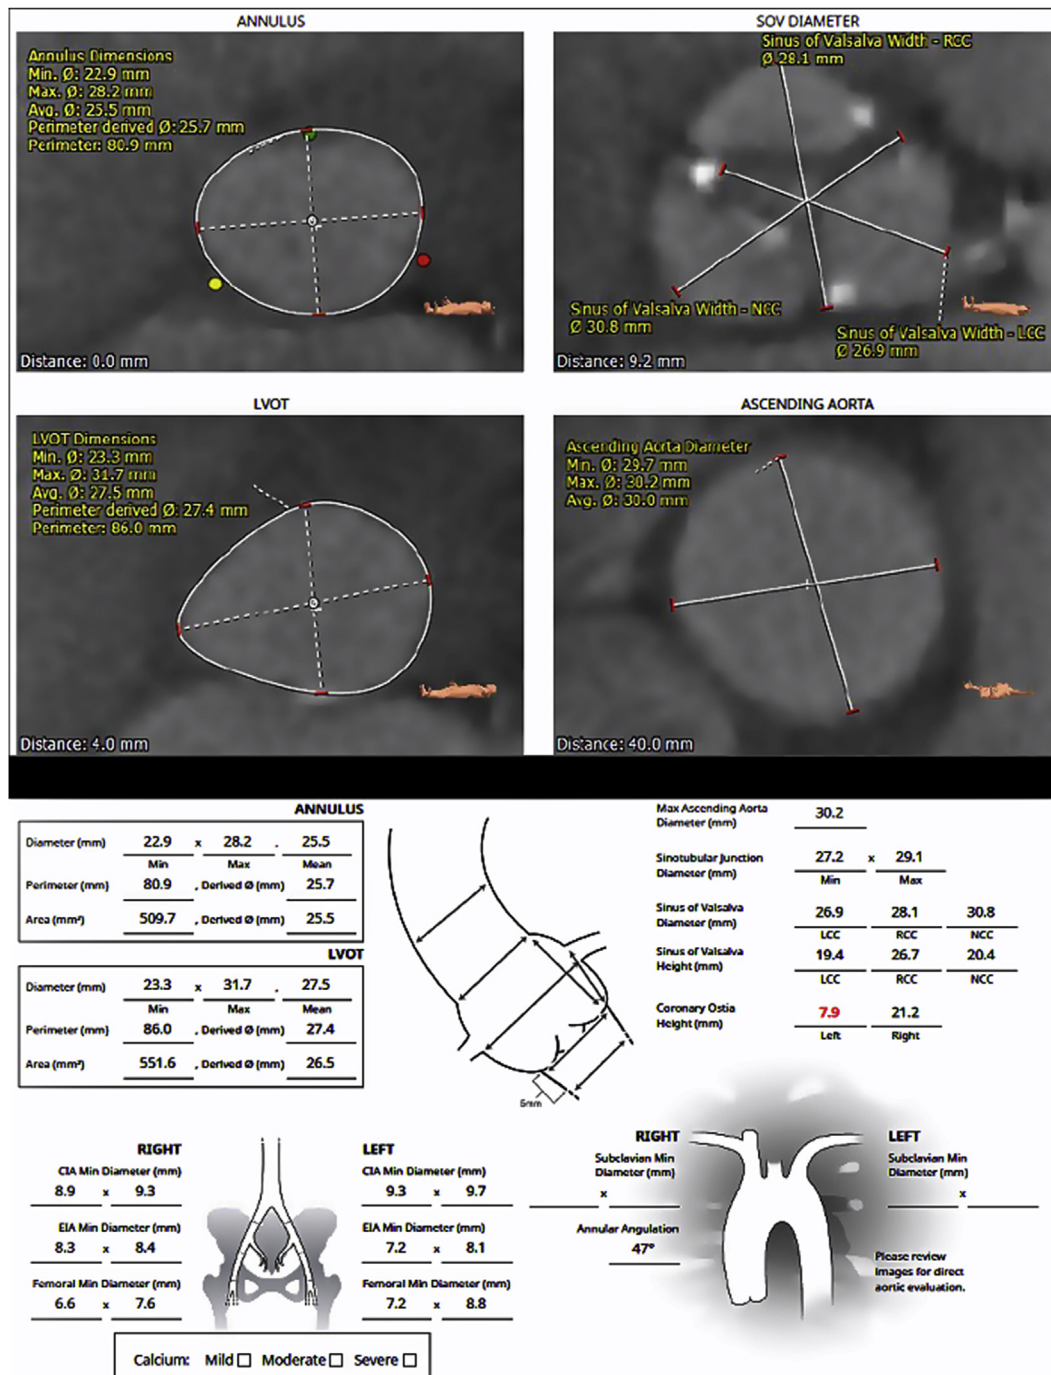 ANNULUS
Annulus Dimensions
Min. Ø: 22.9 mm
Max. Ø: 28.2 mm
Avg. Ø: 25.5 mm
Perimeter derived Ø: 25.7 mm
Perimeter: 80.9 mm
Distance: 0.0 mm
SOV DIAMETER
Sinus of Valsalva Width - RCC
Ø 28.1 mm
Sinus of Valsalva Width - NCC
Ø 30.8 mm
Sinus of Valsalva Width - LCC
Ø 26.9 mm
Distance: 9.2 mm
LVOT
LVOT Dimensions
Min. Ø: 23.3 mm
Max. Ø: 31.7 mm
Avg. Ø: 27.5 mm
Perimeter derived Ø: 27.4 mm
Perimeter: 86.0 mm
Distance: 4.0 mm
ASCENDING AORTA
Ascending Aorta Diameter
Min. Ø: 29.7 mm
Max. Ø: 30.2 mm
Avg. Ø: 30.0 mm
Distance: 40.0 mm
ANNULUS
Diameter (mm) 22.9 x 28.2 , 25.5
Min Max Mean
Perimeter (mm) 80.9 , Derived Ø (mm) 25.7
Area (mm²) 509.7 , Derived Ø (mm) 25.5
LVOT
Diameter (mm) 23.3 x 31.7 , 27.5
Min Max Mean
Perimeter (mm) 86.0 , Derived Ø (mm) 27.4
Area (mm²) 551.6 , Derived Ø (mm) 26.5
5mm
Max Ascending Aorta
Diameter (mm) 30.2
Sinotubular Junction
Diameter (mm) 27.2 x 29.1
Min Max
Sinus of Valsalva
Diameter (mm) 26.9 28.1 30.8
LCC RCC NCC
Sinus of Valsalva
Height (mm) 19.4 26.7 20.4
LCC RCC NCC
Coronary Ostia
Height (mm) 7.9 21.2
Left Right
RIGHT
CIA Min Diameter (mm)
8.9 x 9.3
EIA Min Diameter (mm)
8.3 x 8.4
Femoral Min Diameter (mm)
6.6 x 7.6
LEFT
CIA Min Diameter (mm)
9.3 x 9.7
EIA Min Diameter (mm)
7.2 x 8.1
Femoral Min Diameter (mm)
7.2 x 8.8
Calcium: Mild Moderate Severe
RIGHT
Subclavian Min
Diameter (mm)
x
Annular Angulation
47°
LEFT
Subclavian Min
Diameter (mm)
x
Please review
images for direct
aortic evaluation.